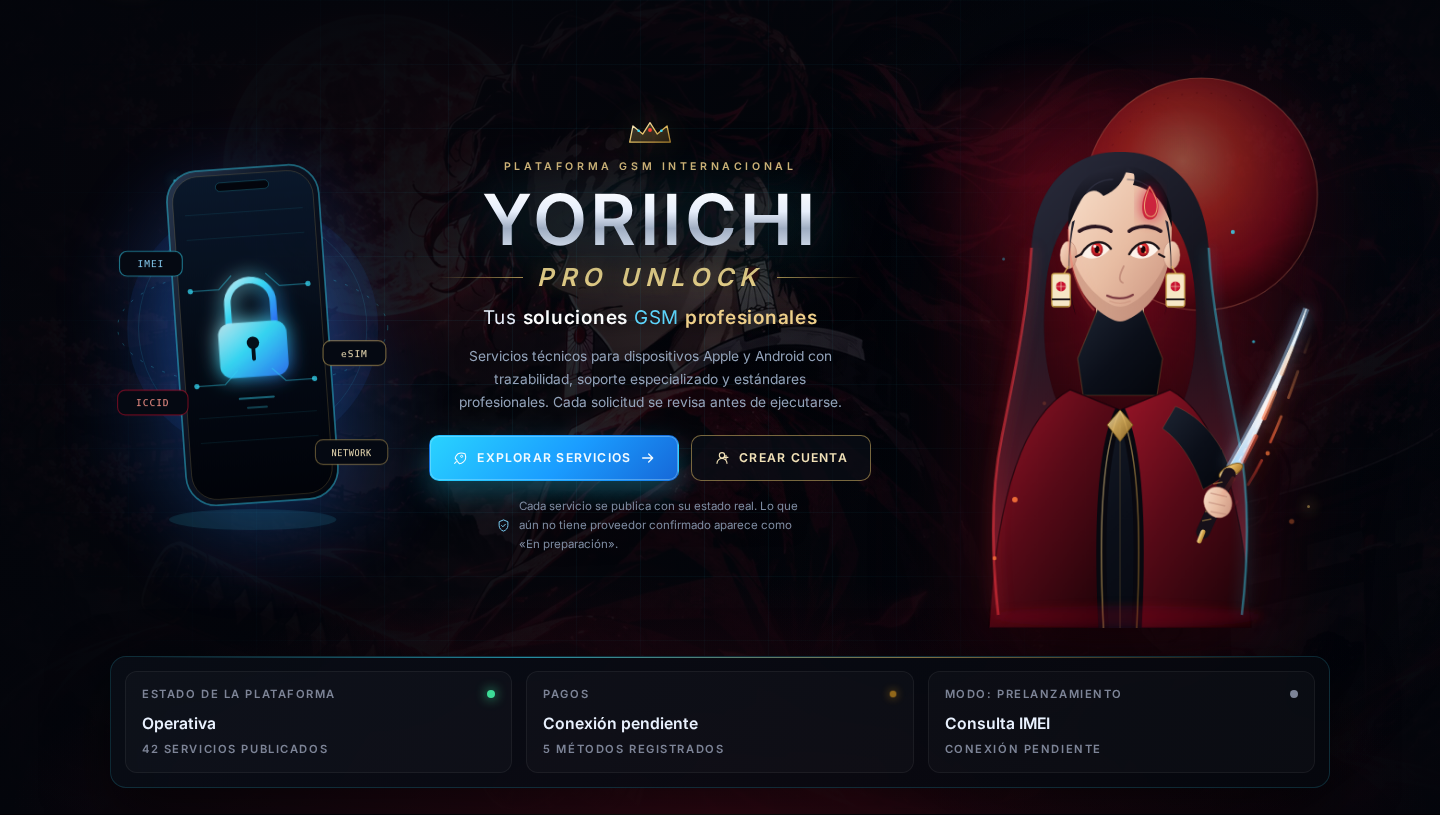 PLATAFORMA GSM INTERNACIONAL
YORIICHI
PRO UNLOCK
Tus soluciones GSM profesionales
Servicios técnicos para dispositivos Apple y Android con
trazabilidad, soporte especializado y estándares
profesionales. Cada solicitud se revisa antes de ejecutarse.
EXPLORAR SERVICIOS →
CREAR CUENTA
Cada servicio se publica con su estado real. Lo que
aún no tiene proveedor confirmado aparece como
«En preparación».
IMEI
eSIM
ICCID
NETWORK
ESTADO DE LA PLATAFORMA
Operativa
42 SERVICIOS PUBLICADOS
PAGOS
Conexión pendiente
5 MÉTODOS REGISTRADOS
MODO: PRELANZAMIENTO
Consulta IMEI
CONEXIÓN PENDIENTE